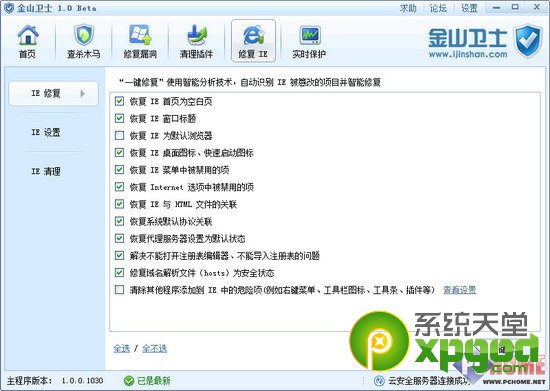 金山卫士 1.0 Beta
求助 | 论坛 | 设置
首页
查杀木马
修复漏洞
清理插件
修复 IE
实时保护
金山卫士
www.ijinshan.com
IE 修复
IE 设置
IE 清理
“一键修复”使用智能分析技术，自动识别 IE 被篡改的项目并智能修复
恢复 IE 首页为空白页
恢复 IE 窗口标题
恢复 IE 为默认浏览器
恢复 IE 桌面图标、快速启动图标
恢复 IE 菜单中被禁用的项
恢复 Internet 选项中被禁用的项
恢复 IE 与 HTML 文件的关联
恢复系统默认协议关联
恢复代理服务器设置为默认状态
解决不能打开注册表编辑器、不能导入注册表的问题
修复域名解析文件（hosts）为安全状态
清除其他程序添加到 IE 中的危险项（例如右键菜单、工具栏图标、工具条、插件等） 查看设置
全选 / 全不选
系统天堂
xpgod.com
主程序版本： 1.0.0.1030
已是最新
云安全服务器连接成功
HOME
WWW.PCHOME.NET